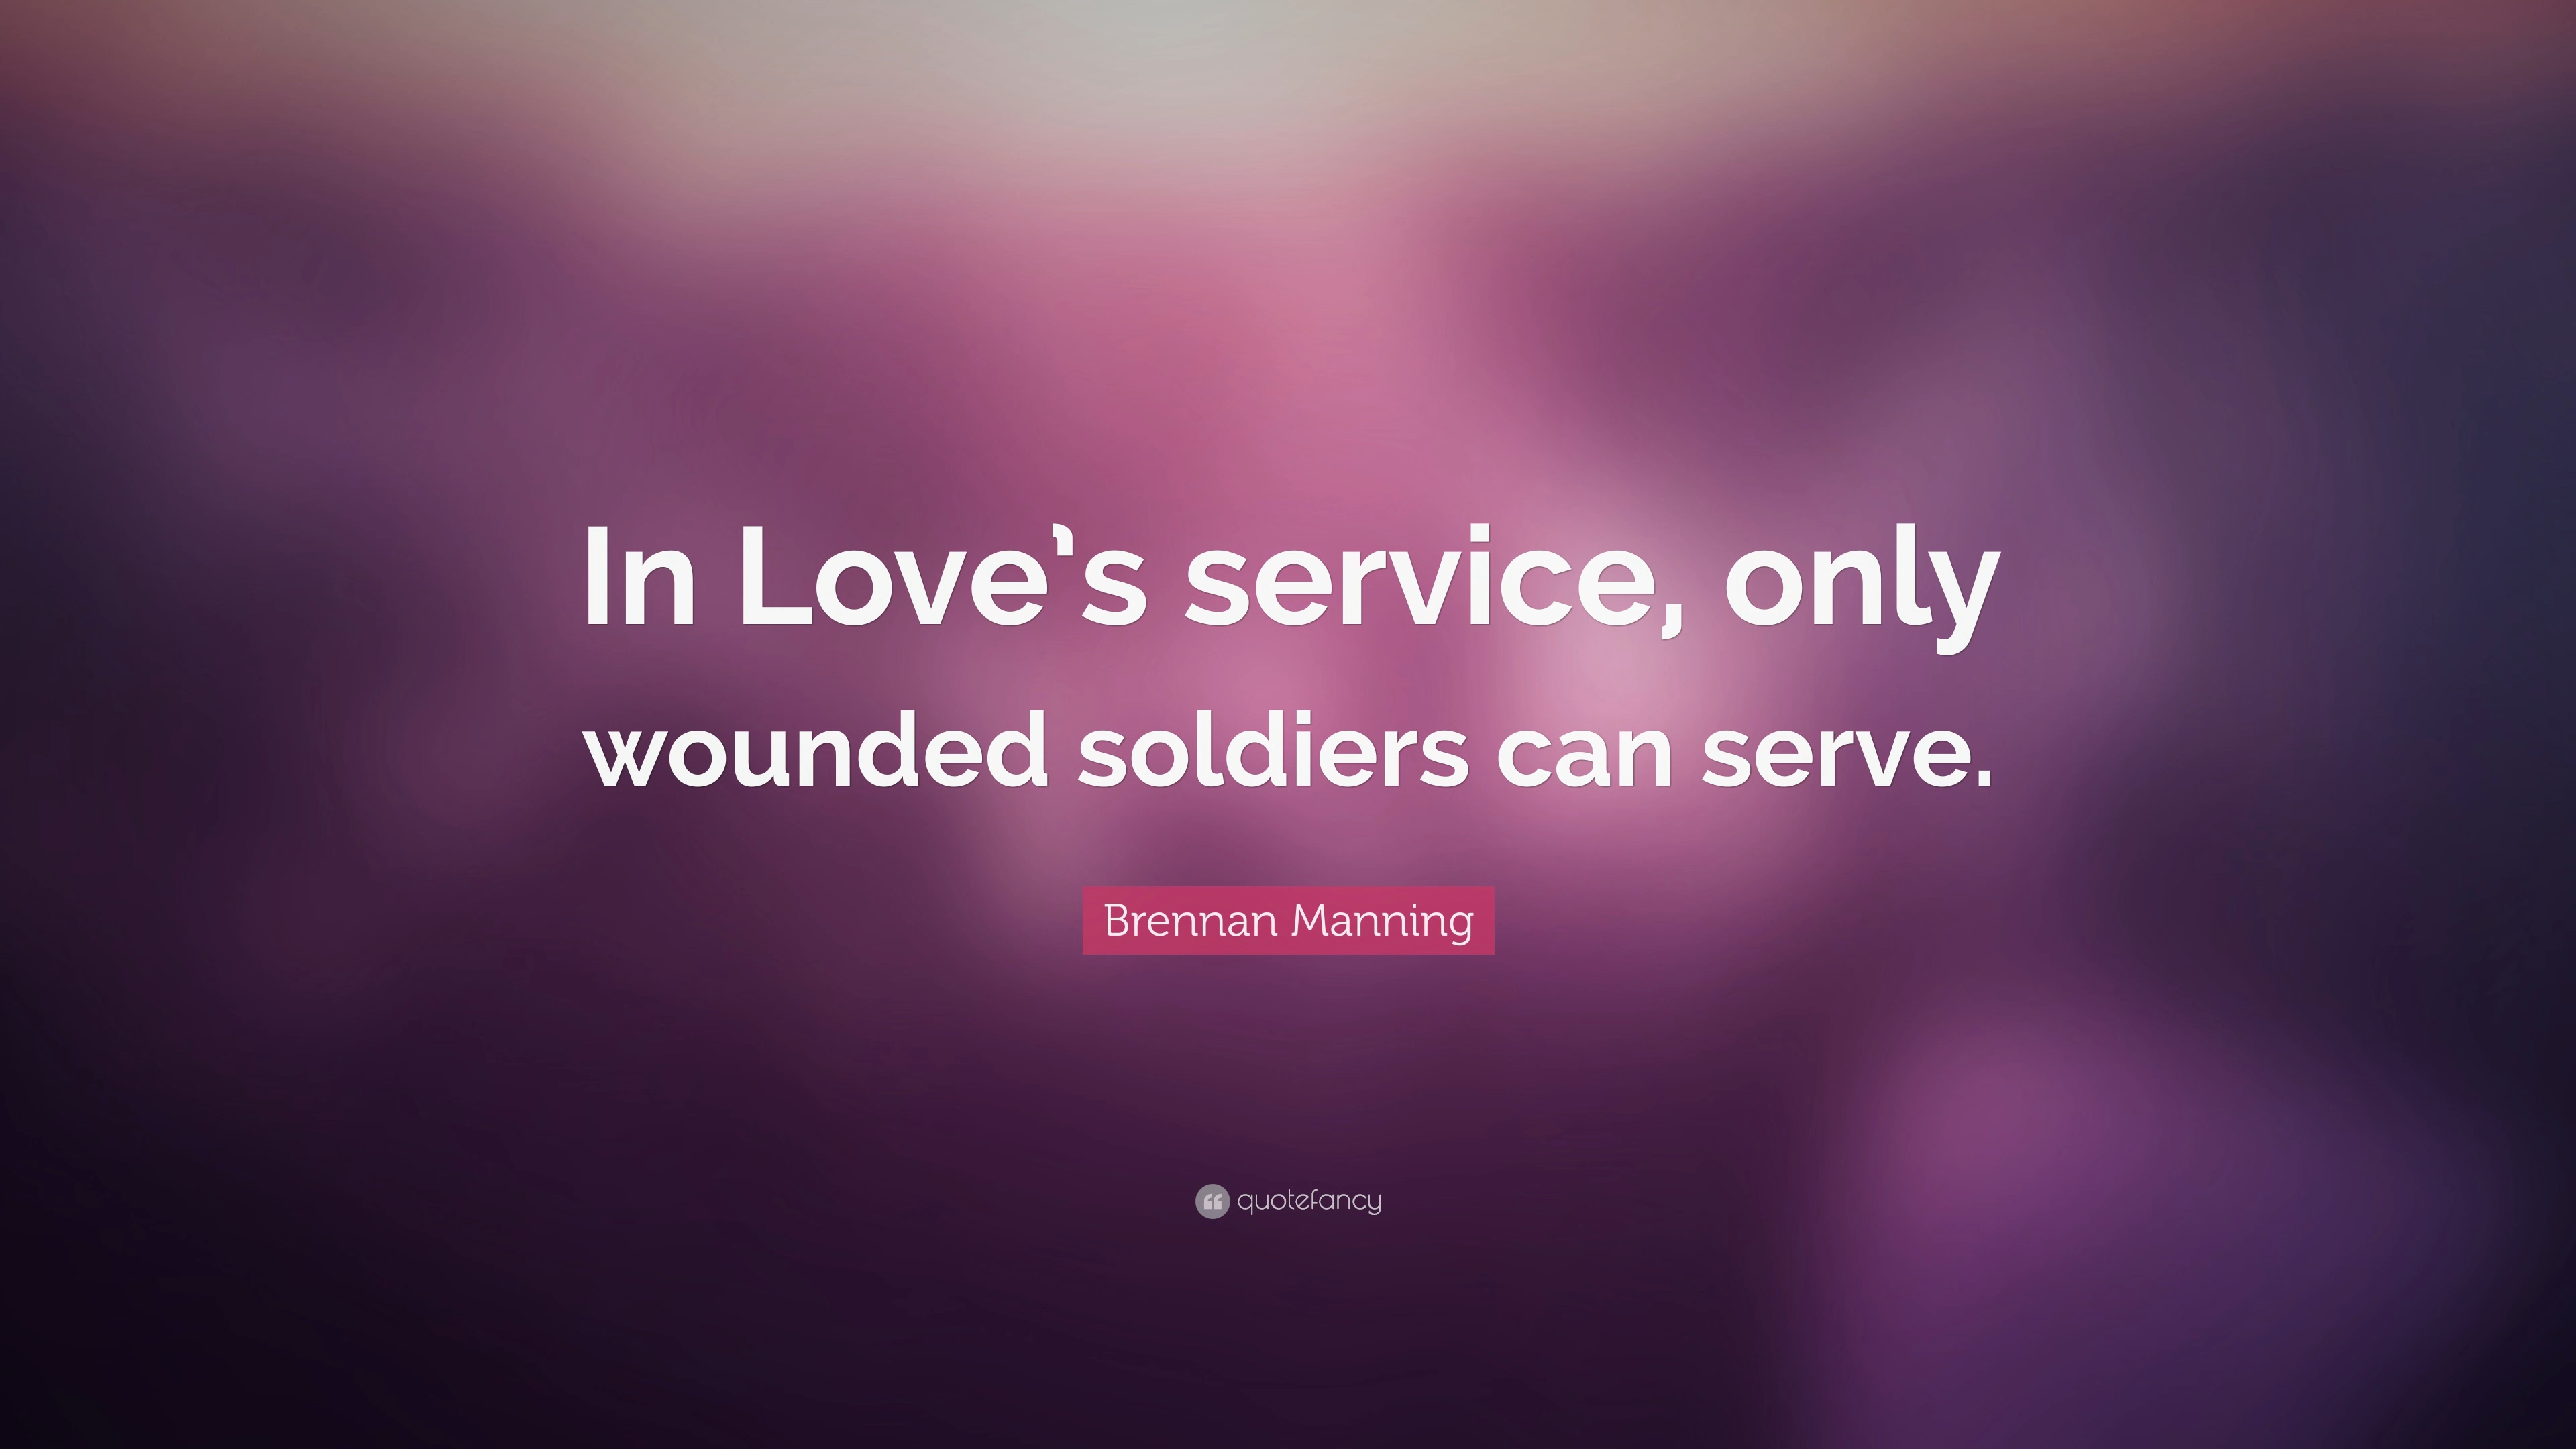 In Love’s service, only
wounded soldiers can serve.
Brennan Manning
quotefancy